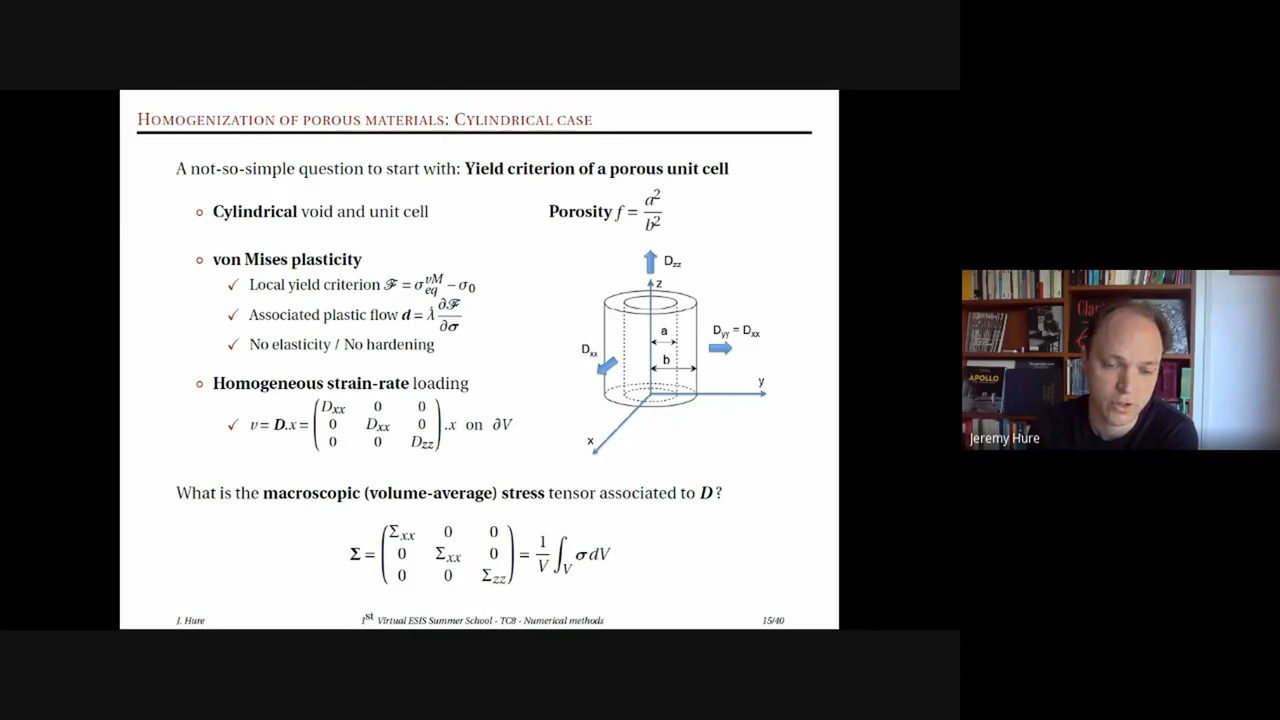 HOMOGENIZATION OF POROUS MATERIALS: CYLINDRICAL CASE
A not-so-simple question to start with: Yield criterion of a porous unit cell
○ Cylindrical void and unit cell
Porosity f = a²/b²
○ von Mises plasticity
✓ Local yield criterion ℱ = σ_eq^vM − σ₀
✓ Associated plastic flow d = λ̇ ∂ℱ/∂σ
✓ No elasticity / No hardening
○ Homogeneous strain-rate loading
✓ v = D.x = ( D_xx 0 0
0 D_xx 0
0 0 D_zz ) .x on ∂V
D_zz
z
a
b
D_yy = D_xx
D_xx
y
x
What is the macroscopic (volume-average) stress tensor associated to D?
Σ = ( Σ_xx 0 0
0 Σ_xx 0
0 0 Σ_zz ) = 1/V ∫_V σ dV
J. Hure
1st Virtual ESIS Summer School - TC8 - Numerical methods
15/40
APOLLO
Jeremy Hure